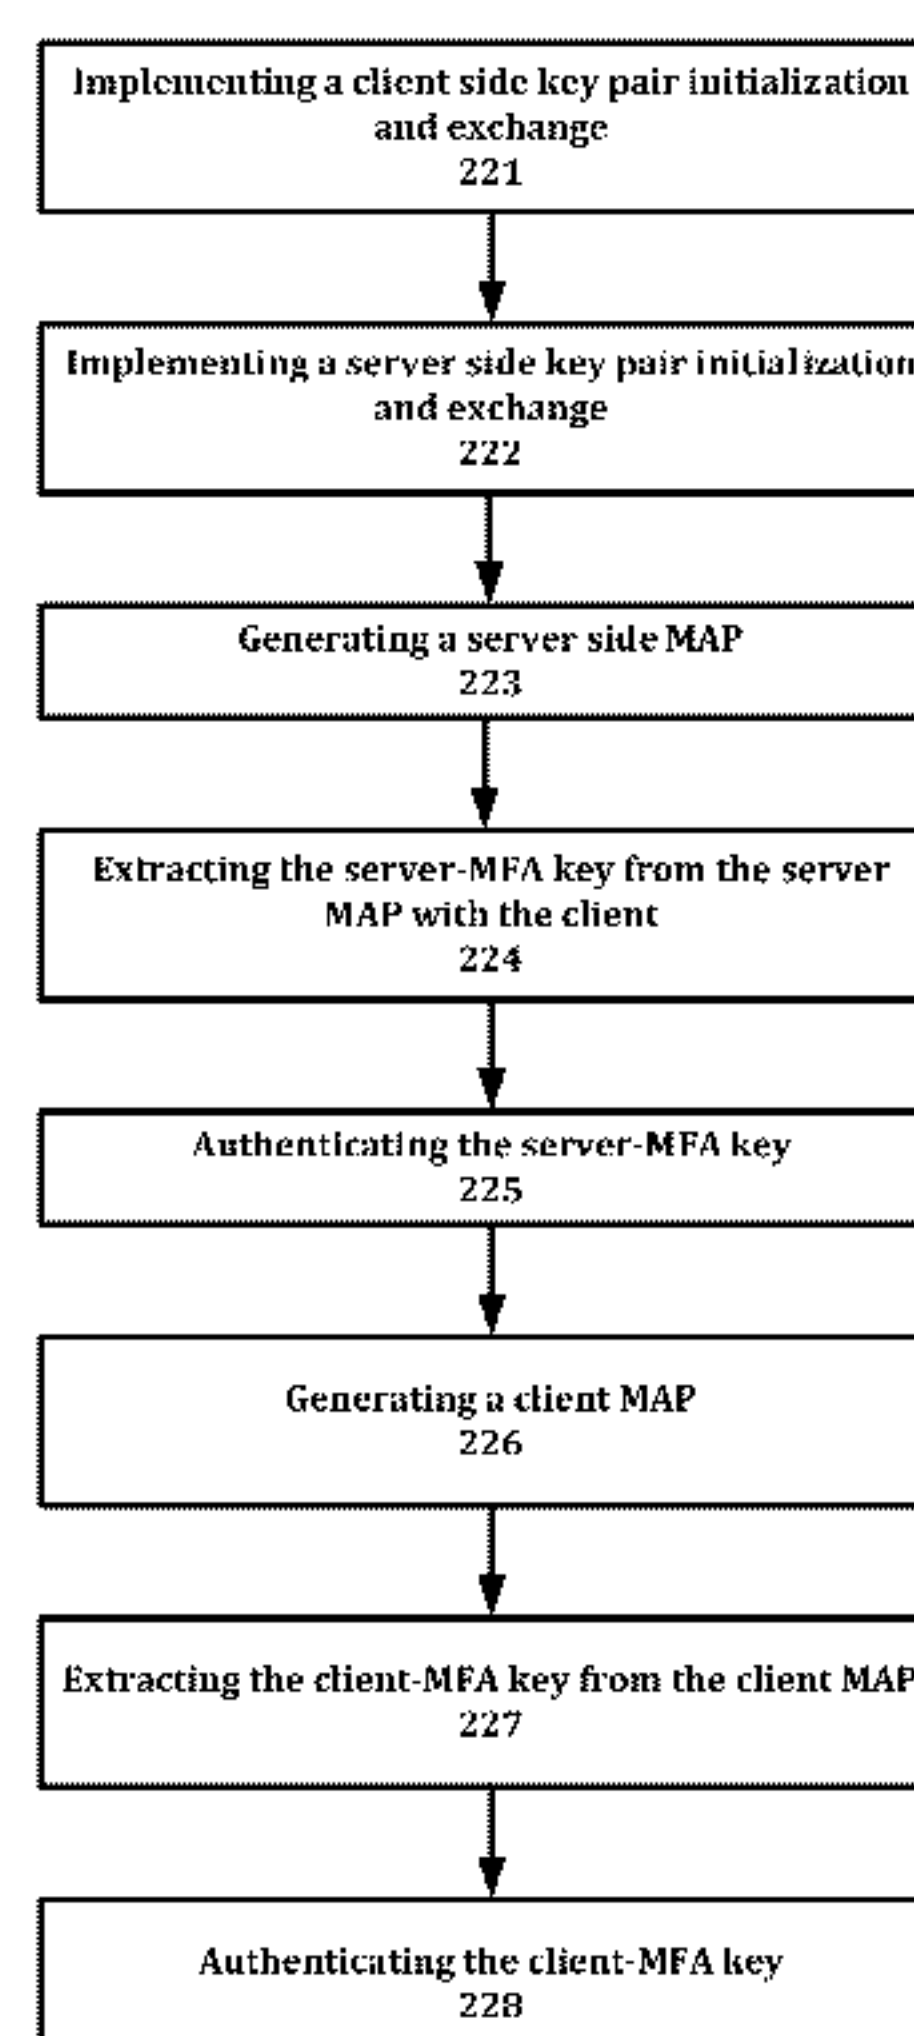 Implementing a client side key pair initialization
and exchange
221
Implementing a server side key pair initialization
and exchange
222
Generating a server side MAP
223
Extracting the server-MFA key from the server
MAP with the client
224
Authenticating the server-MFA key
225
Generating a client MAP
226
Extracting the client-MFA key from the client MAP
227
Authenticating the client-MFA key
228